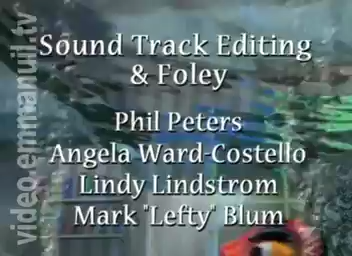 Sound Track Editing
& Foley
Phil Peters
Angela Ward-Costello
Lindy Lindstrom
Mark "Lefty" Blum
video.emmanuil.tv